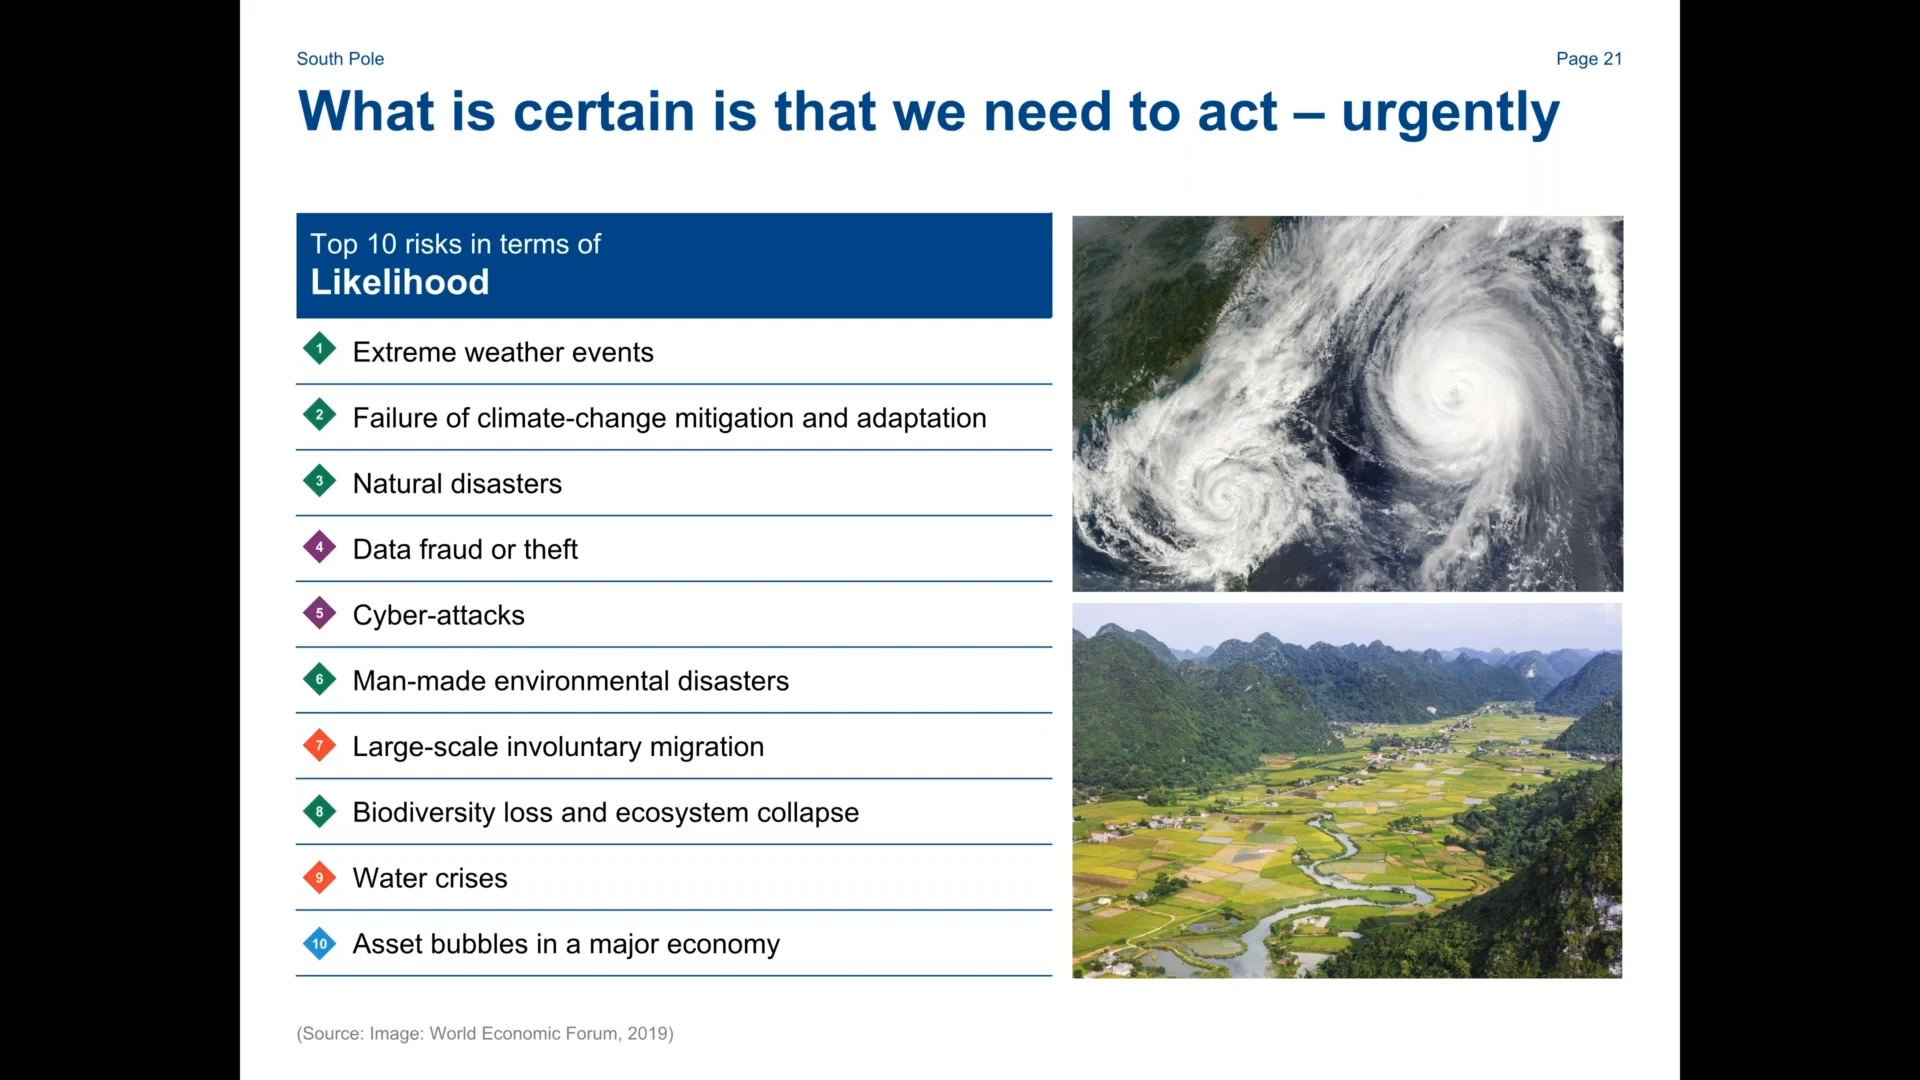 South Pole
Page 21
What is certain is that we need to act – urgently
Top 10 risks in terms of
Likelihood
1 Extreme weather events
2 Failure of climate-change mitigation and adaptation
3 Natural disasters
4 Data fraud or theft
5 Cyber-attacks
6 Man-made environmental disasters
7 Large-scale involuntary migration
8 Biodiversity loss and ecosystem collapse
9 Water crises
10 Asset bubbles in a major economy
(Source: Image: World Economic Forum, 2019)